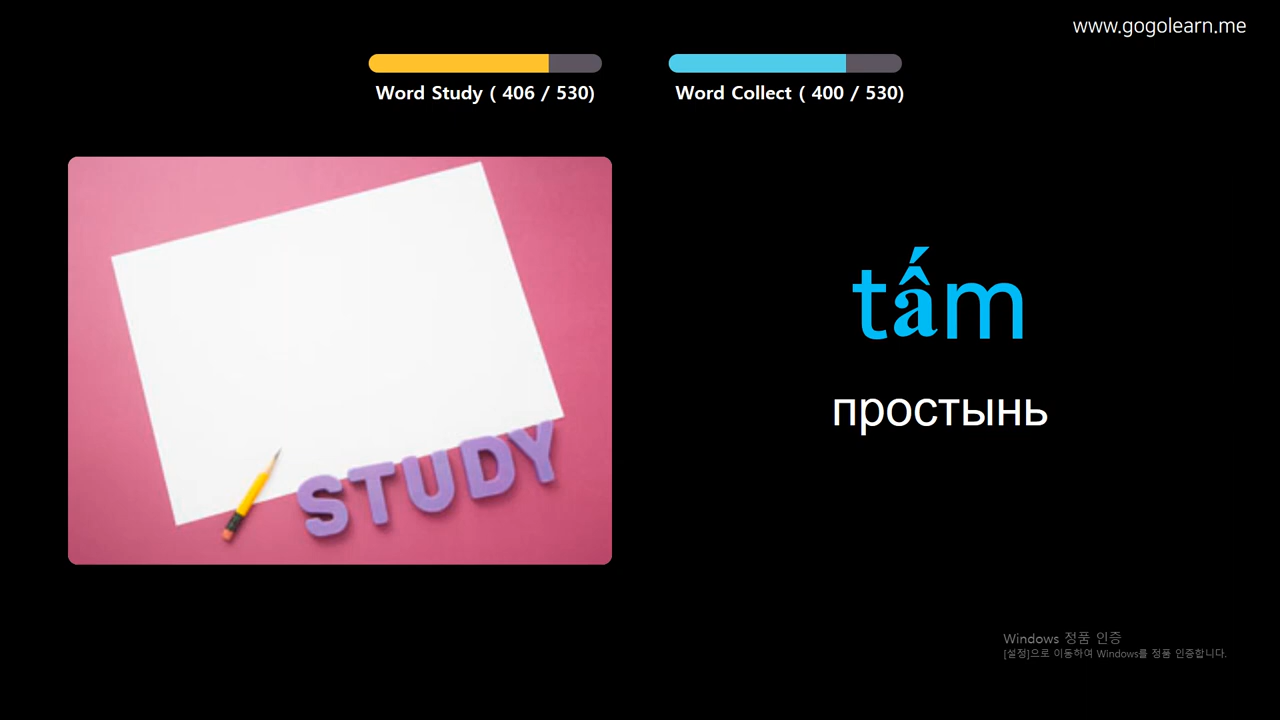 www.gogolearn.me
Word Study ( 406 / 530)
Word Collect ( 400 / 530)
STUDY
tấm
простынь
Windows 정품 인증
[설정]으로 이동하여 Windows를 정품 인증합니다.